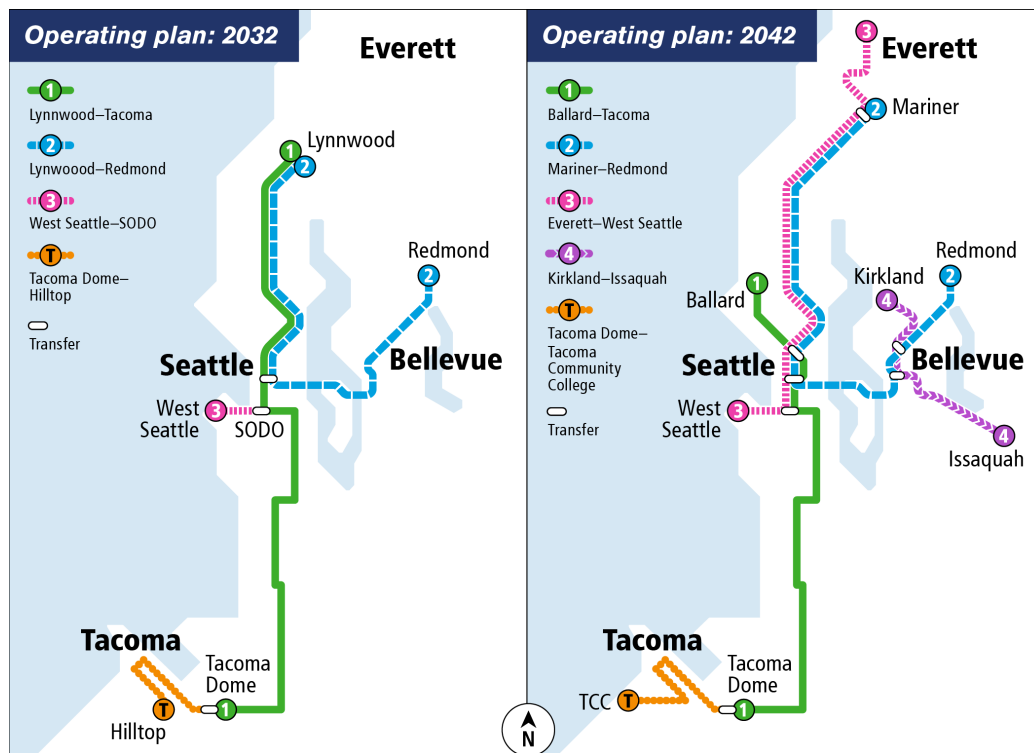 Operating plan: 2032
Everett
1
Lynnwood–Tacoma
2
Lynwoood–Redmond
3
West Seattle–SODO
T
Tacoma Dome–
Hilltop
Transfer
1
Lynnwood
2
Redmond
2
Seattle
Bellevue
West
Seattle
3
SODO
Tacoma
Tacoma
Dome
T
1
Hilltop
N
Operating plan: 2042
3
Everett
1
Ballard–Tacoma
2
Mariner–Redmond
3
Everett–West Seattle
4
Kirkland–Issaquah
T
Tacoma Dome–
Tacoma
Community
College
Transfer
2
Mariner
Redmond
2
Kirkland
4
1
Ballard
Seattle
Bellevue
West
Seattle
3
4
Issaquah
Tacoma
Tacoma
Dome
TCC
T
1